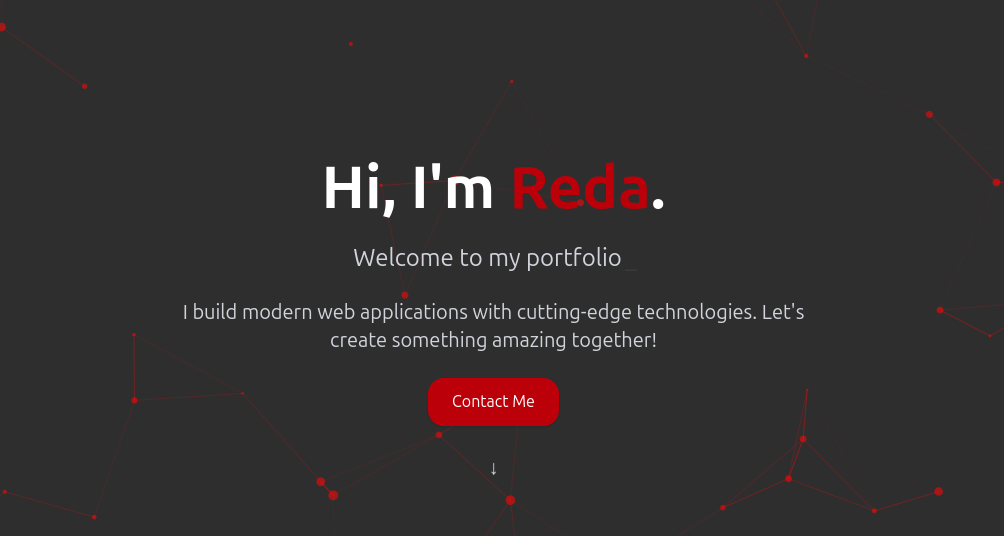 Hi, I'm Reda.
Welcome to my portfolio_
I build modern web applications with cutting-edge technologies. Let's
create something amazing together!
Contact Me
↓